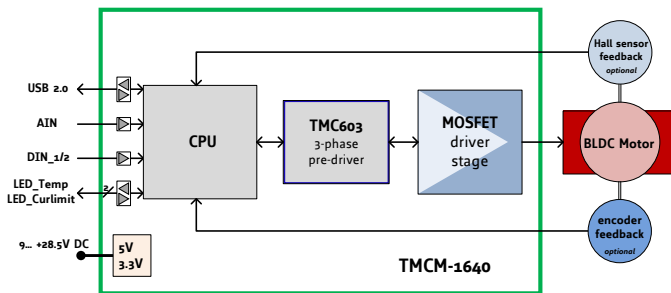 Hall sensor
feedback
optional
USB 2.0
AIN
DIN_1/2
LED_Temp
LED_Curlimit
2
CPU
TMC603
3-phase
pre-driver
MOSFET
driver
stage
BLDC Motor
encoder
feedback
optional
9... +28.5V DC
5V
3.3V
TMCM-1640